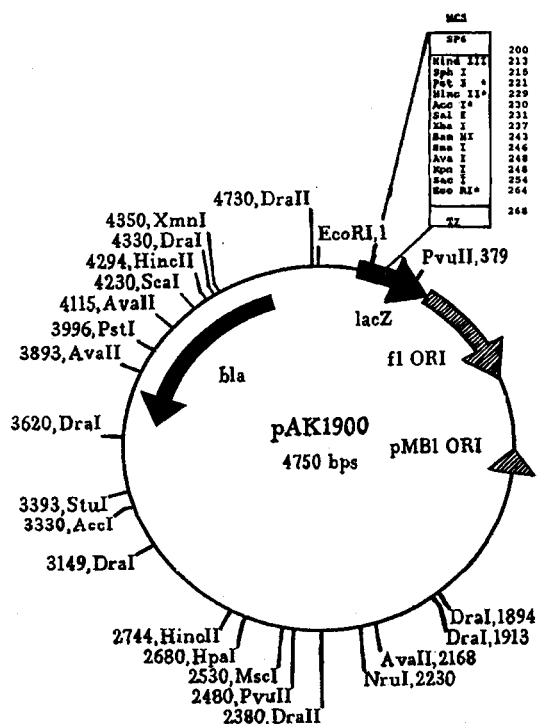 MCS
SP6
200
Hind III 213
Sph I 215
Pst I * 221
Hinc II* 229
Acc I* 230
Sal I 231
Xba I 237
Bam HI 243
Sma I 246
Ava I 248
Kpn I 248
Sac I 254
Eco RI* 264
268
T7
4730,DraII
EcoRI,1
PvuII,379
4350,XmnI
4330,DraI
4294,HincII
4230,ScaI
4115,AvaII
3996,PstI
3893,AvaII
lacZ
f1 ORI
bla
3620,DraI
pAK1900
4750 bps
pMB1 ORI
3393,StuI
3330,AccI
3149,DraI
DraI,1894
DraI,1913
2744,HincII
2680,HpaI
2530,MscI
2480,PvuII
2380,DraII
AvaII,2168
NruI,2230